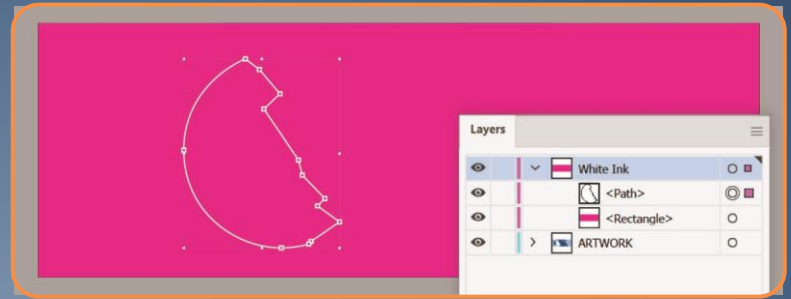 Layers
White Ink
<Path>
<Rectangle>
ARTWORK